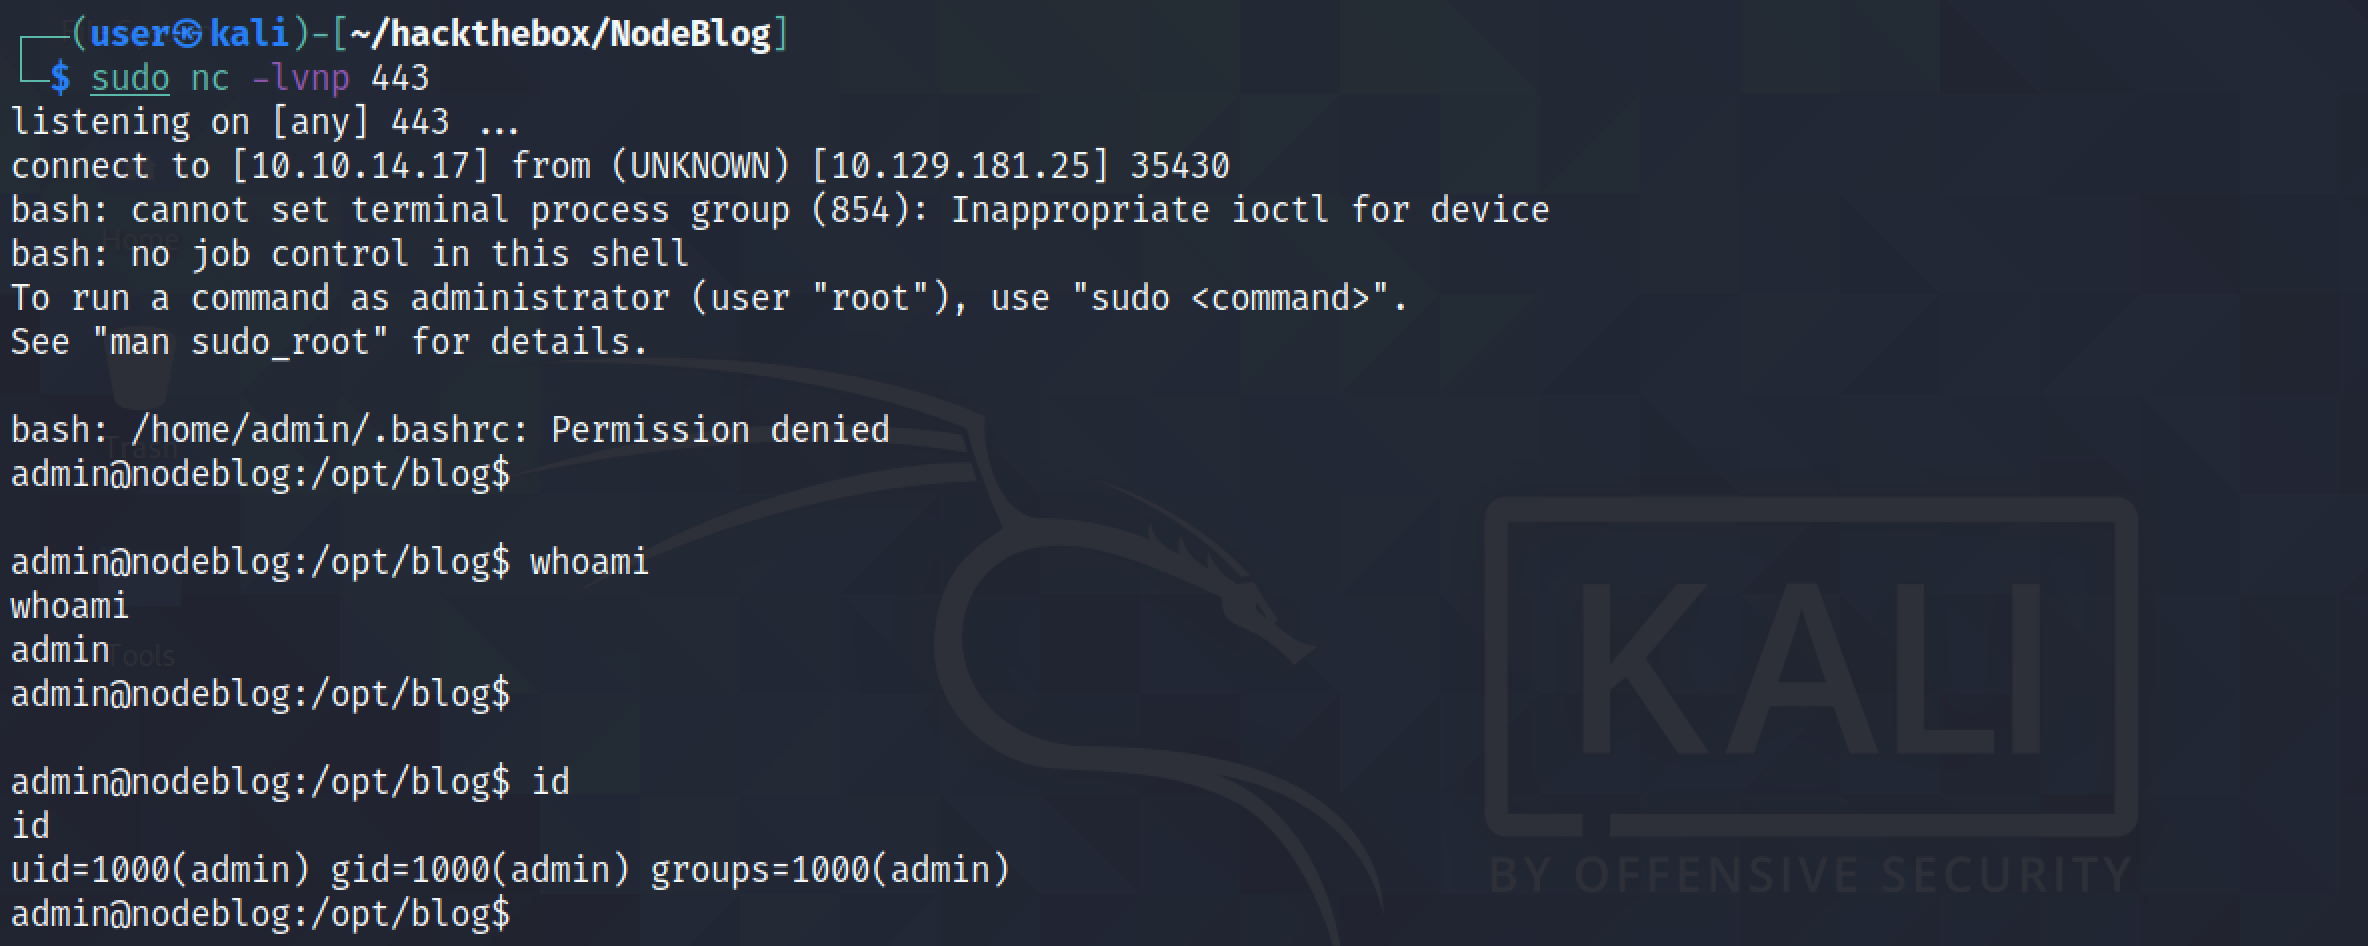 (user㉿kali)-[~/hackthebox/NodeBlog]
$ sudo nc -lvnp 443
listening on [any] 443 ...
connect to [10.10.14.17] from (UNKNOWN) [10.129.181.25] 35430
bash: cannot set terminal process group (854): Inappropriate ioctl for device
Home
bash: no job control in this shell
To run a command as administrator (user "root"), use "sudo <command>".
See "man sudo_root" for details.
bash: /home/admin/.bashrc: Permission denied
Trash
admin@nodeblog:/opt/blog$
admin@nodeblog:/opt/blog$ whoami
whoami
admin
Tools
admin@nodeblog:/opt/blog$
admin@nodeblog:/opt/blog$ id
id
uid=1000(admin) gid=1000(admin) groups=1000(admin)
admin@nodeblog:/opt/blog$
KALI
BY OFFENSIVE SECURITY